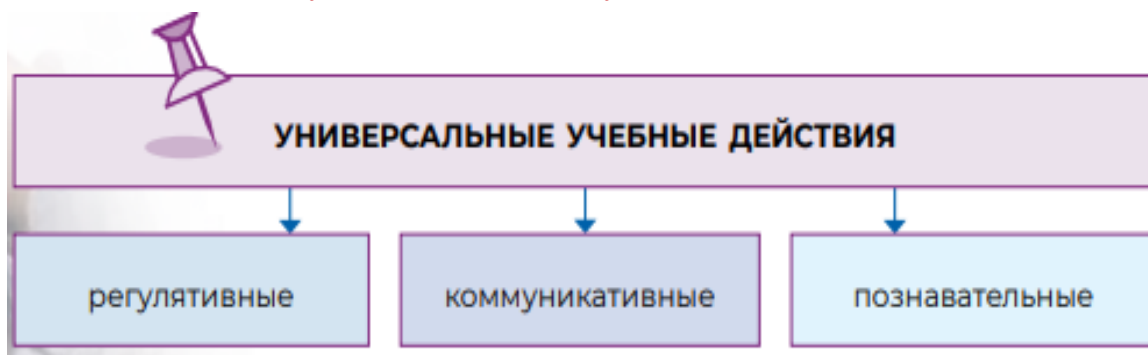 УНИВЕРСАЛЬНЫЕ УЧЕБНЫЕ ДЕЙСТВИЯ
регулятивные
коммуникативные
познавательные